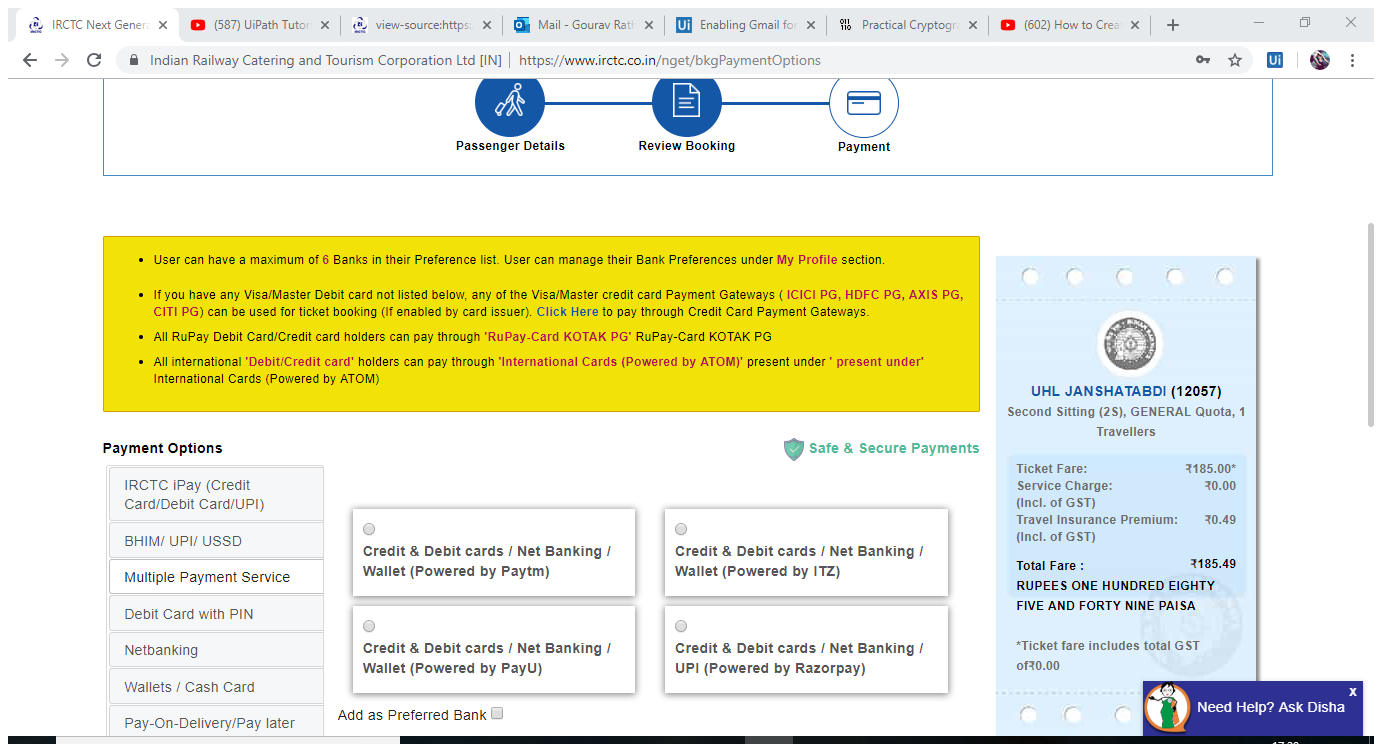 IRCTC Next Genera
(587) UiPath Tutor
view-source:https:
Mail - Gourav Rath
Enabling Gmail for
Practical Cryptogr
(602) How to Crea
Indian Railway Catering and Tourism Corporation Ltd [IN] | https://www.irctc.co.in/nget/bkgPaymentOptions
Ui
Passenger Details
Review Booking
Payment
• User can have a maximum of 6 Banks in their Preference list. User can manage their Bank Preferences under My Profile section.
• If you have any Visa/Master Debit card not listed below, any of the Visa/Master credit card Payment Gateways ( ICICI PG, HDFC PG, AXIS PG,
CITI PG) can be used for ticket booking (If enabled by card issuer). Click Here to pay through Credit Card Payment Gateways.
• All RuPay Debit Card/Credit card holders can pay through 'RuPay-Card KOTAK PG' RuPay-Card KOTAK PG
• All international 'Debit/Credit card' holders can pay through 'International Cards (Powered by ATOM)' present under ' present under'
International Cards (Powered by ATOM)
Payment Options
Safe & Secure Payments
IRCTC iPay (Credit
Card/Debit Card/UPI)
BHIM/ UPI/ USSD
Multiple Payment Service
Debit Card with PIN
Netbanking
Wallets / Cash Card
Pay-On-Delivery/Pay later
Credit & Debit cards / Net Banking /
Wallet (Powered by Paytm)
Credit & Debit cards / Net Banking /
Wallet (Powered by ITZ)
Credit & Debit cards / Net Banking /
Wallet (Powered by PayU)
Credit & Debit cards / Net Banking /
UPI (Powered by Razorpay)
Add as Preferred Bank
UHL JANSHATABDI (12057)
Second Sitting (2S), GENERAL Quota, 1
Travellers
Ticket Fare: ₹185.00*
Service Charge: ₹0.00
(Incl. of GST)
Travel Insurance Premium: ₹0.49
(Incl. of GST)
Total Fare : ₹185.49
RUPEES ONE HUNDRED EIGHTY
FIVE AND FORTY NINE PAISA
*Ticket fare includes total GST
of₹0.00
x
Need Help? Ask Disha